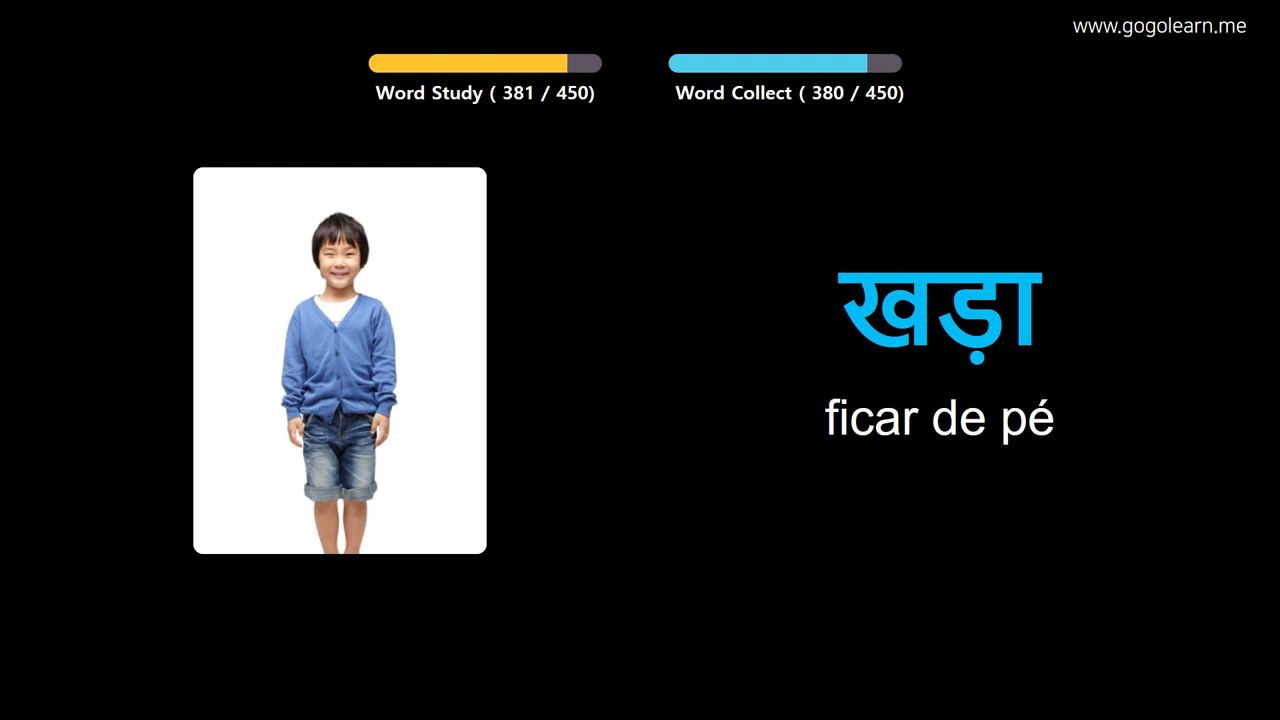 www.gogolearn.me
Word Study ( 381 / 450)
Word Collect ( 380 / 450)
खड़ा
ficar de pé